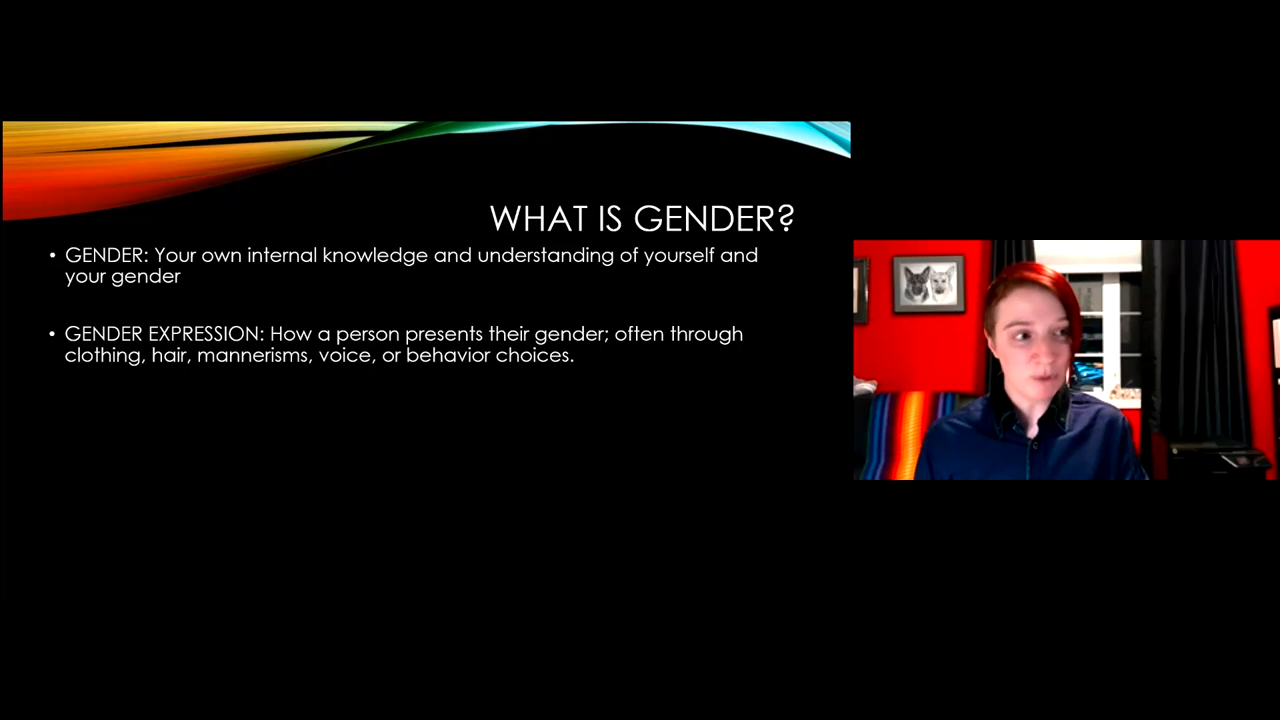 WHAT IS GENDER?
• GENDER: Your own internal knowledge and understanding of yourself and
your gender
• GENDER EXPRESSION: How a person presents their gender; often through
clothing, hair, mannerisms, voice, or behavior choices.